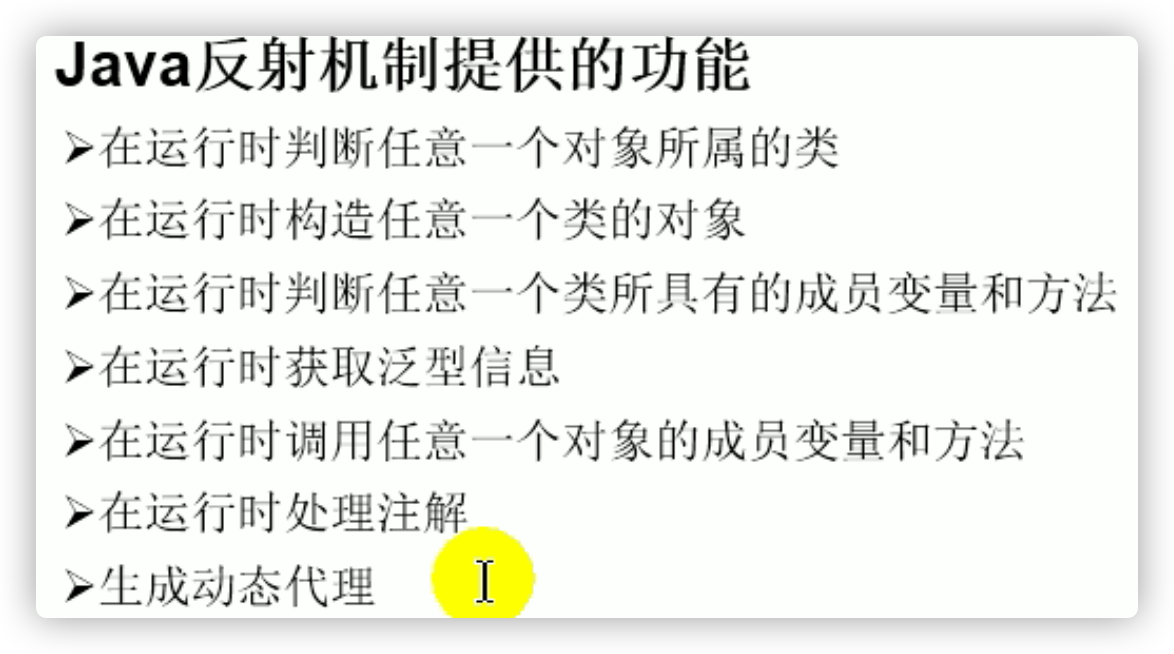 Java反射机制提供的功能
➢在运行时判断任意一个对象所属的类
➢在运行时构造任意一个类的对象
➢在运行时判断任意一个类所具有的成员变量和方法
➢在运行时获取泛型信息
➢在运行时调用任意一个对象的成员变量和方法
➢在运行时处理注解
➢生成动态代理